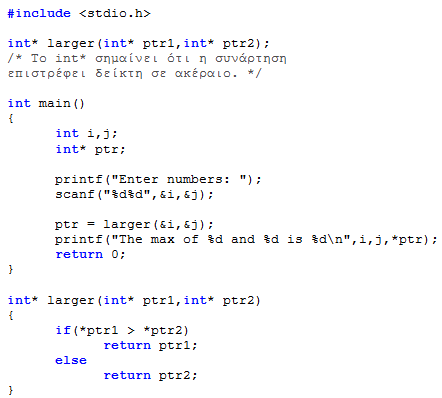 #include <stdio.h>
int* larger(int* ptr1,int* ptr2);
/* Το int* σημαίνει ότι η συνάρτηση
επιστρέφει δείκτη σε ακέραιο. */
int main()
{
int i,j;
int* ptr;
printf("Enter numbers: ");
scanf("%d%d",&i,&j);
ptr = larger(&i,&j);
printf("The max of %d and %d is %d\n",i,j,*ptr);
return 0;
}
int* larger(int* ptr1,int* ptr2)
{
if(*ptr1 > *ptr2)
return ptr1;
else
return ptr2;
}